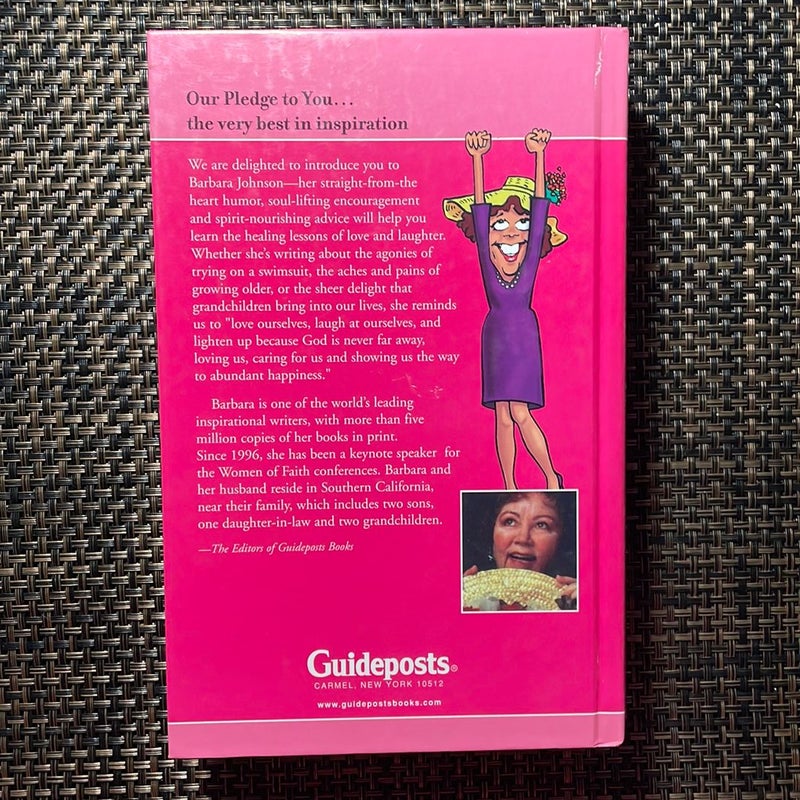 Our Pledge to You...
the very best in inspiration
We are delighted to introduce you to
Barbara Johnson—her straight-from-the
heart humor, soul-lifting encouragement
and spirit-nourishing advice will help you
learn the healing lessons of love and laughter.
Whether she's writing about the agonies of
trying on a swimsuit, the aches and pains of
growing older, or the sheer delight that
grandchildren bring into our lives, she reminds
us to "love ourselves, laugh at ourselves, and
lighten up because God is never far away,
loving us, caring for us and showing us the way
to abundant happiness."
Barbara is one of the world's leading
inspirational writers, with more than five
million copies of her books in print.
Since 1996, she has been a keynote speaker for
the Women of Faith conferences. Barbara and
her husband reside in Southern California,
near their family, which includes two sons,
one daughter-in-law and two grandchildren.
—The Editors of Guideposts Books
Guideposts®
CARMEL, NEW YORK 10512
www.guidepostsbooks.com